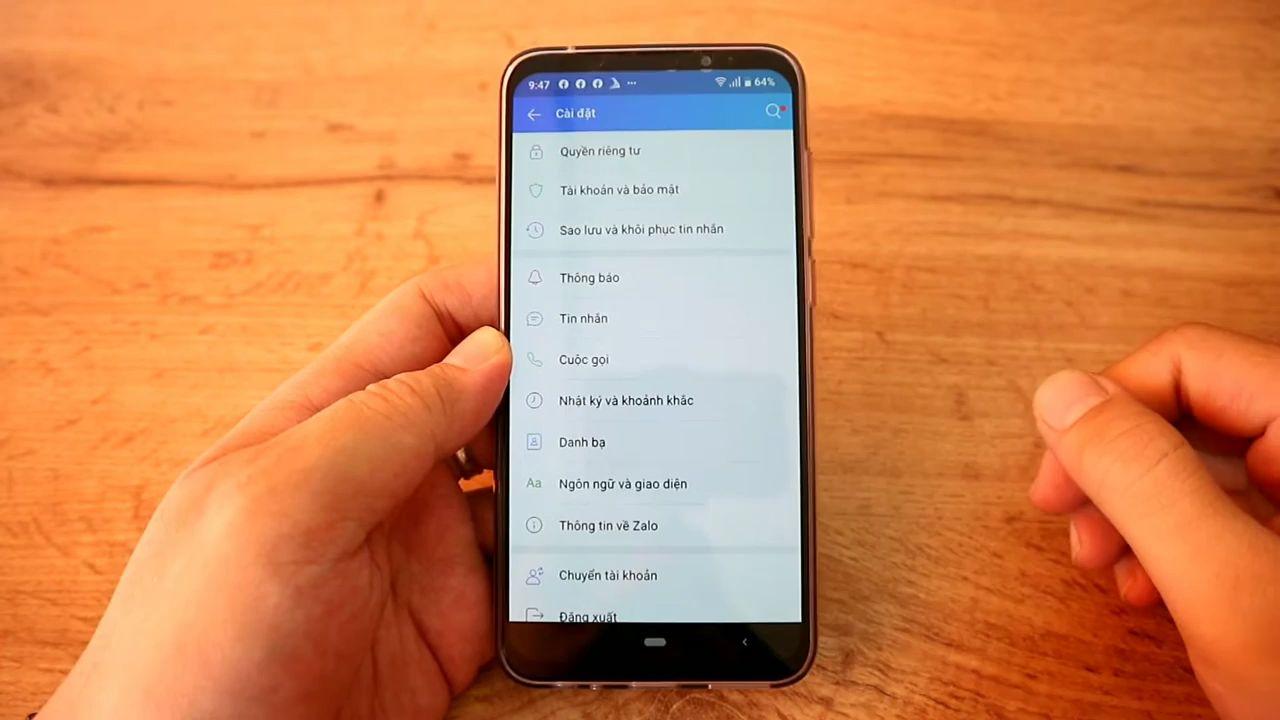 9:47
64%
Cài đặt
Quyền riêng tư
Tài khoản và bảo mật
Sao lưu và khôi phục tin nhắn
Thông báo
Tin nhắn
Cuộc gọi
Nhật ký và khoảnh khắc
Danh bạ
Aa Ngôn ngữ và giao diện
Thông tin về Zalo
Chuyển tài khoản
Đăng xuất